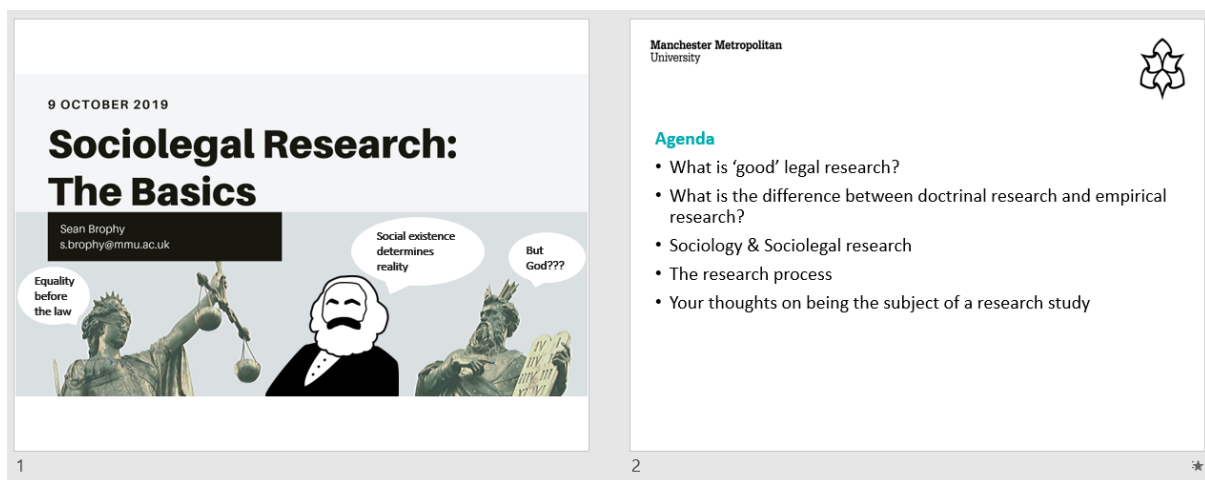 9 OCTOBER 2019
Sociolegal Research:
The Basics
Sean Brophy
s.brophy@mmu.ac.uk
Equality
before
the law
Social existence
determines
reality
But
God???
IV
1
Manchester Metropolitan
University
Agenda
• What is ‘good’ legal research?
• What is the difference between doctrinal research and empirical
research?
• Sociology & Sociolegal research
• The research process
• Your thoughts on being the subject of a research study
2